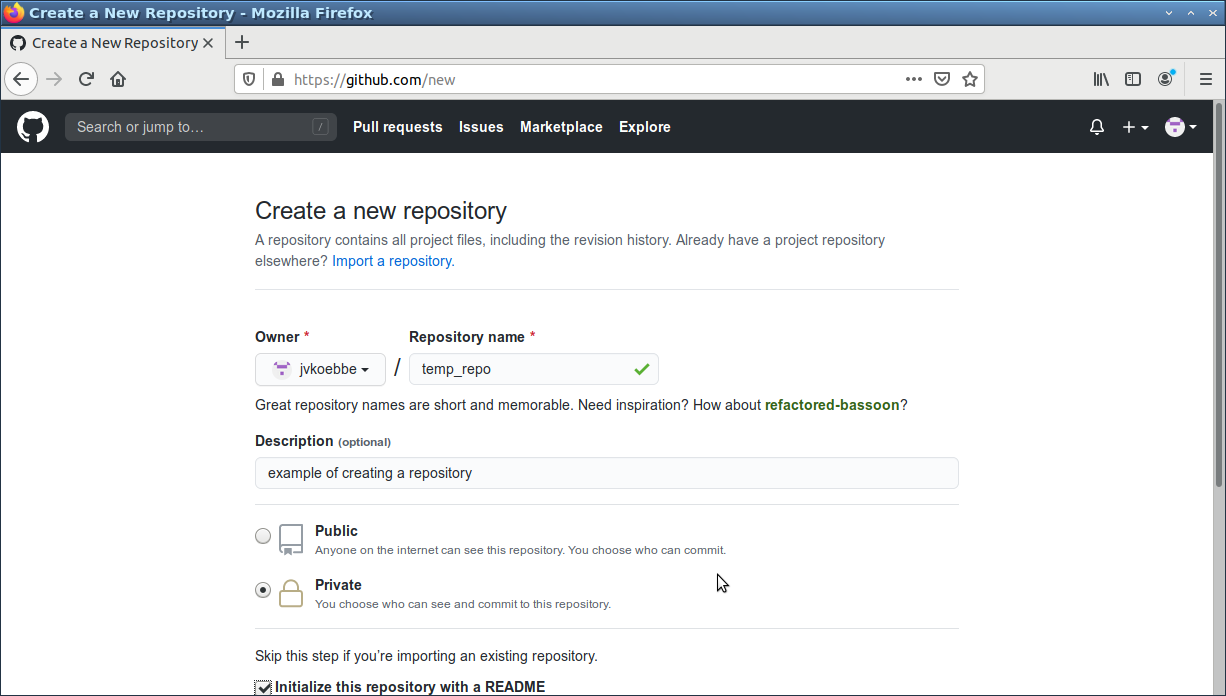 Create a New Repository - Mozilla Firefox
Create a New Repository
https://github.com/new
Search or jump to…
/
Pull requests
Issues
Marketplace
Explore
Create a new repository
A repository contains all project files, including the revision history. Already have a project repository
elsewhere? Import a repository.
Owner *
Repository name *
jvkoebbe
/
temp_repo
Great repository names are short and memorable. Need inspiration? How about refactored-bassoon?
Description (optional)
example of creating a repository
Public
Anyone on the internet can see this repository. You choose who can commit.
Private
You choose who can see and commit to this repository.
Skip this step if you’re importing an existing repository.
Initialize this repository with a README